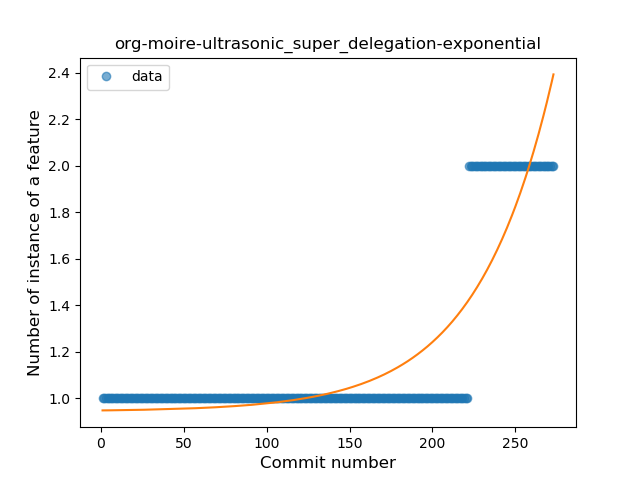 org-moire-ultrasonic_super_delegation-exponential
data
Number of instance of a feature
2.4
2.2
2.0
1.8
1.6
1.4
1.2
1.0
0 50 100 150 200 250
Commit number